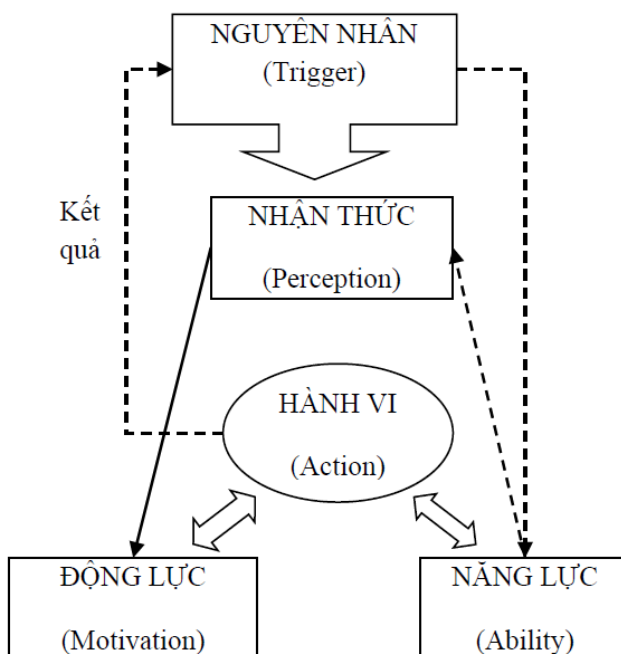 NGUYÊN NHÂN
(Trigger)
Kết
quả
NHẬN THỨC
(Perception)
HÀNH VI
(Action)
ĐỘNG LỰC
(Motivation)
NĂNG LỰC
(Ability)